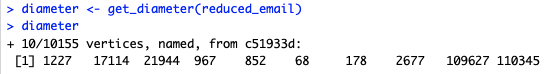 > diameter <- get_diameter(reduced_email)
> diameter
+ 10/10155 vertices, named, from c51933d:
[1] 1227 17114 21944 967 852 68 178 2677 109627 110345